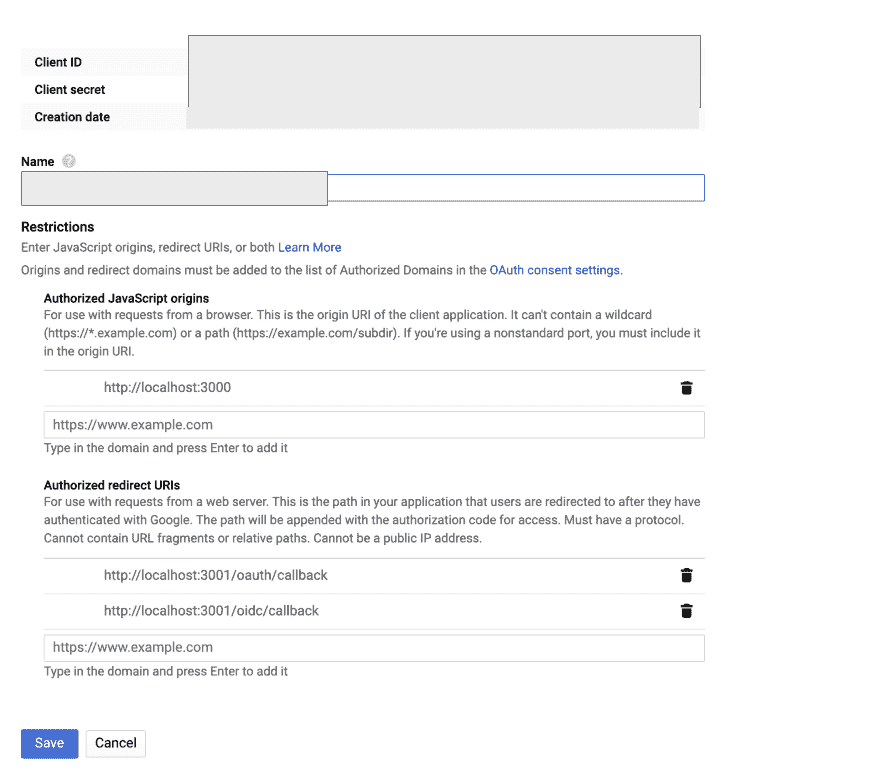 Client ID
Client secret
Creation date
Name
Restrictions
Enter JavaScript origins, redirect URIs, or both Learn More
Origins and redirect domains must be added to the list of Authorized Domains in the OAuth consent settings.
Authorized JavaScript origins
For use with requests from a browser. This is the origin URI of the client application. It can't contain a wildcard
(https://*.example.com) or a path (https://example.com/subdir). If you're using a nonstandard port, you must include it
in the origin URI.
http://localhost:3000
https://www.example.com
Type in the domain and press Enter to add it
Authorized redirect URIs
For use with requests from a web server. This is the path in your application that users are redirected to after they have
authenticated with Google. The path will be appended with the authorization code for access. Must have a protocol.
Cannot contain URL fragments or relative paths. Cannot be a public IP address.
http://localhost:3001/oauth/callback
http://localhost:3001/oidc/callback
https://www.example.com
Type in the domain and press Enter to add it
Save Cancel